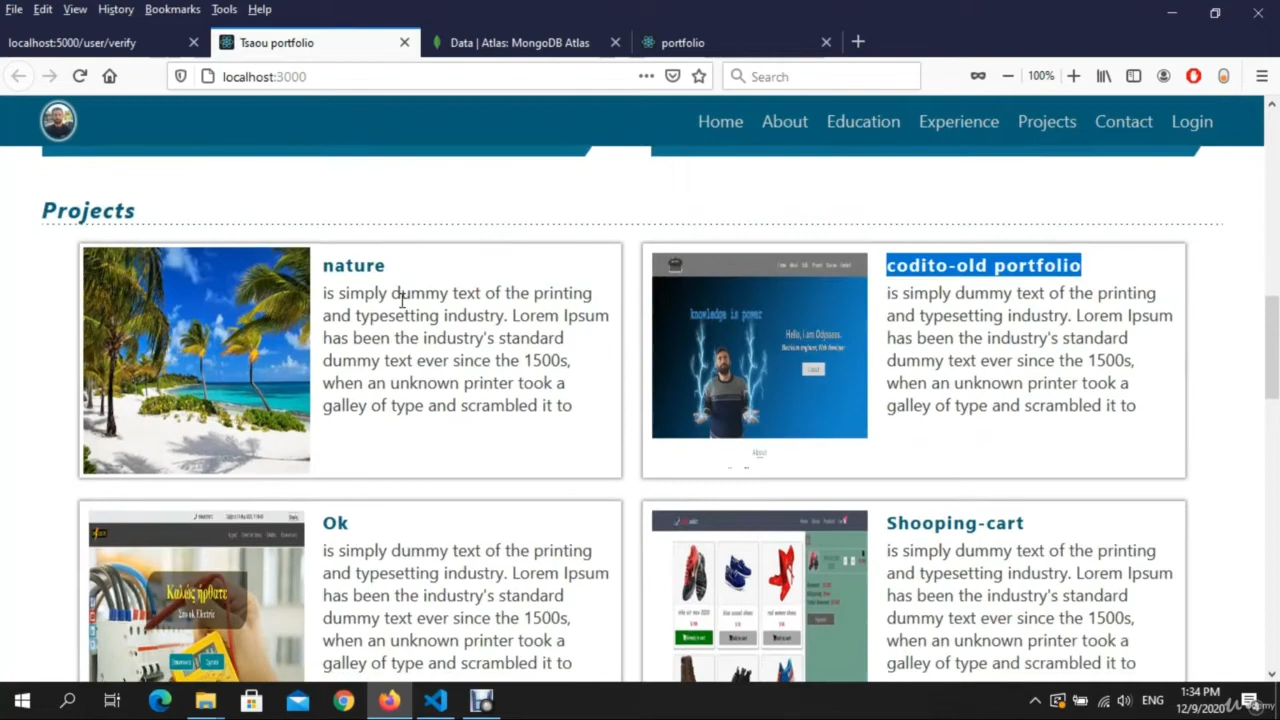 File Edit View History Bookmarks Tools Help
localhost:5000/user/verify
Tsaou portfolio
Data | Atlas: MongoDB Atlas
portfolio
localhost:3000
100%
Search
Home About Education Experience Projects Contact Login
Projects
nature
is simply dummy text of the printing
and typesetting industry. Lorem Ipsum
has been the industry's standard
dummy text ever since the 1500s,
when an unknown printer took a
galley of type and scrambled it to
knowledge is power
Hello, i am Odysseas.
About
codito-old portfolio
is simply dummy text of the printing
and typesetting industry. Lorem Ipsum
has been the industry's standard
dummy text ever since the 1500s,
when an unknown printer took a
galley of type and scrambled it to
Καλώς ήρθατε
Στο ok Electric
Ok
is simply dummy text of the printing
and typesetting industry. Lorem Ipsum
has been the industry's standard
dummy text ever since the 1500s,
when an unknown printer took a
galley of type and scrambled it to
Shooping-cart
is simply dummy text of the printing
and typesetting industry. Lorem Ipsum
has been the industry's standard
dummy text ever since the 1500s,
when an unknown printer took a
galley of type and scrambled it to
ENG
1:34 PM
12/9/2020
Udemy